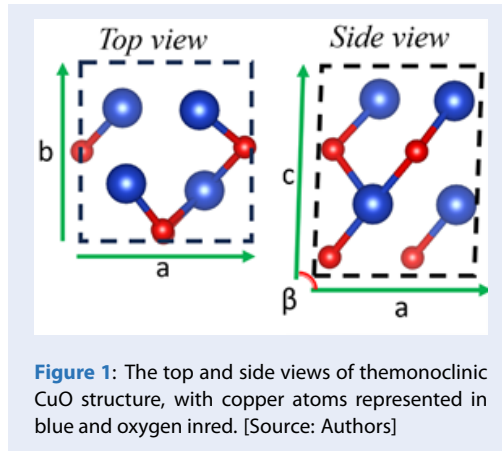 Top view
Side view
b
a
c
β
a
Figure 1: The top and side views of themonoclinic
CuO structure, with copper atoms represented in
blue and oxygen inred. [Source: Authors]